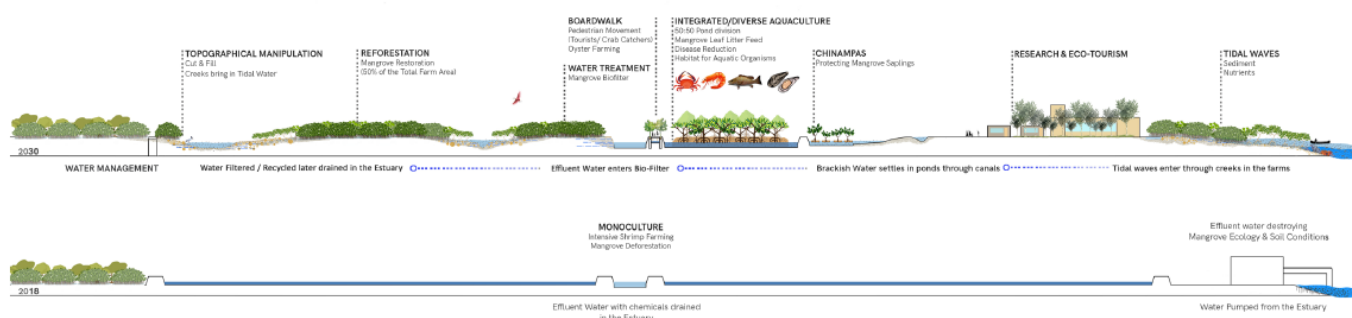 BOARDWALK
Pedestrian Movement
(Tourists/ Crab Catchers)
Oyster Farming
INTEGRATED/DIVERSE AQUACULTURE
50:50 Pond division
Mangrove Leaf Litter Feed
Disease Reduction
Habitat for Aquatic Organisms
TOPOGRAPHICAL MANIPULATION
Cut & Fill
Creeks bring in Tidal Water
REFORESTATION
Mangrove Restoration
(50% of the Total Farm Area)
WATER TREATMENT
Mangrove Biofilter
CHINAMPAS
Protecting Mangrove Saplings
RESEARCH & ECO-TOURISM
TIDAL WAVES
Sediment
Nutrients
2030
WATER MANAGEMENT
Water Filtered / Recycled later drained in the Estuary
Effluent Water enters Bio-Filter
Brackish Water settles in ponds through canals
Tidal waves enter through creeks in the farms
MONOCULTURE
Intensive Shrimp Farming
Mangrove Deforestation
Effluent water destroying
Mangrove Ecology & Soil Conditions
2018
Effluent Water with chemicals drained
in the Estuary
Water Pumped from the Estuary